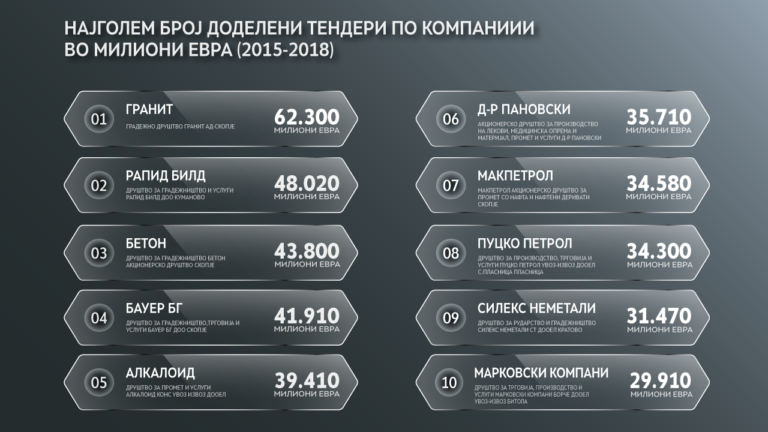 НАЈГОЛЕМ БРОЈ ДОДЕЛЕНИ ТЕНДЕРИ ПО КОМПАНИИИ
ВО МИЛИОНИ ЕВРА (2015-2018)
01
ГРАНИТ
ГРАДЕЖНО ДРУШТВО ГРАНИТ АД-СКОПЈЕ
62.300
МИЛИОНИ ЕВРА
02
РАПИД БИЛД
ДРУШТВО ЗА ГРАДЕЖНИШТВО И УСЛУГИ
РАПИД БИЛД ДОО КУМАНОВО
48.020
МИЛИОНИ ЕВРА
03
БЕТОН
ДРУШТВО ЗА ГРАДЕЖНИШТВО БЕТОН
АКЦИОНЕРСКО ДРУШТВО СКОПЈЕ
43.800
МИЛИОНИ ЕВРА
04
БАУЕР БГ
ДРУШТВО ЗА ГРАДЕЖНИШТВО,ТРГОВИЈА И
УСЛУГИ БАУЕР БГ ДОО СКОПЈЕ
41.910
МИЛИОНИ ЕВРА
05
АЛКАЛОИД
ДРУШТВО ЗА ПРОМЕТ И УСЛУГИ
АЛКАЛОИД КОНС УВОЗ ИЗВОЗ ДООЕЛ
39.410
МИЛИОНИ ЕВРА
06
Д-Р ПАНОВСКИ
АКЦИОНЕРСКО ДРУШТВО ЗА ПРОИЗВОДСТВО
НА ЛЕКОВИ, МЕДИЦИНСКА ОПРЕМА И
МАТЕРИЈАЛ, ПРОМЕТ И УСЛУГИ Д-Р ПАНОВСКИ
35.710
МИЛИОНИ ЕВРА
07
МАКПЕТРОЛ
МАКПЕТРОЛ АКЦИОНЕРСКО ДРУШТВО ЗА
ПРОМЕТ СО НАФТА И НАФТЕНИ ДЕРИВАТИ
СКОПЈЕ
34.580
МИЛИОНИ ЕВРА
08
ПУЦКО ПЕТРОЛ
ДРУШТВО ЗА ПРОИЗВОДСТВО, ТРГОВИЈА И
УСЛУГИ ПУЦКО ПЕТРОЛ УВОЗ-ИЗВОЗ ДООЕЛ
С.ПЛАСНИЦА ПЛАСНИЦА
34.300
МИЛИОНИ ЕВРА
09
СИЛЕКС НЕМЕТАЛИ
ДРУШТВО ЗА РУДАРСТВО И ГРАДЕЖНИШТВО
СИЛЕКС НЕМЕТАЛИ СТ ДООЕЛ КРАТОВО
31.470
МИЛИОНИ ЕВРА
10
МАРКОВСКИ КОМПАНИ
ДРУШТВО ЗА ТРГОВИЈА, ПРОИЗВОДСТВО И
УСЛУГИ МАРКОВСКИ КОМПАНИ БОРЧЕ ДООЕЛ
УВОЗ-ИЗВОЗ БИТОЛА
29.910
МИЛИОНИ ЕВРА